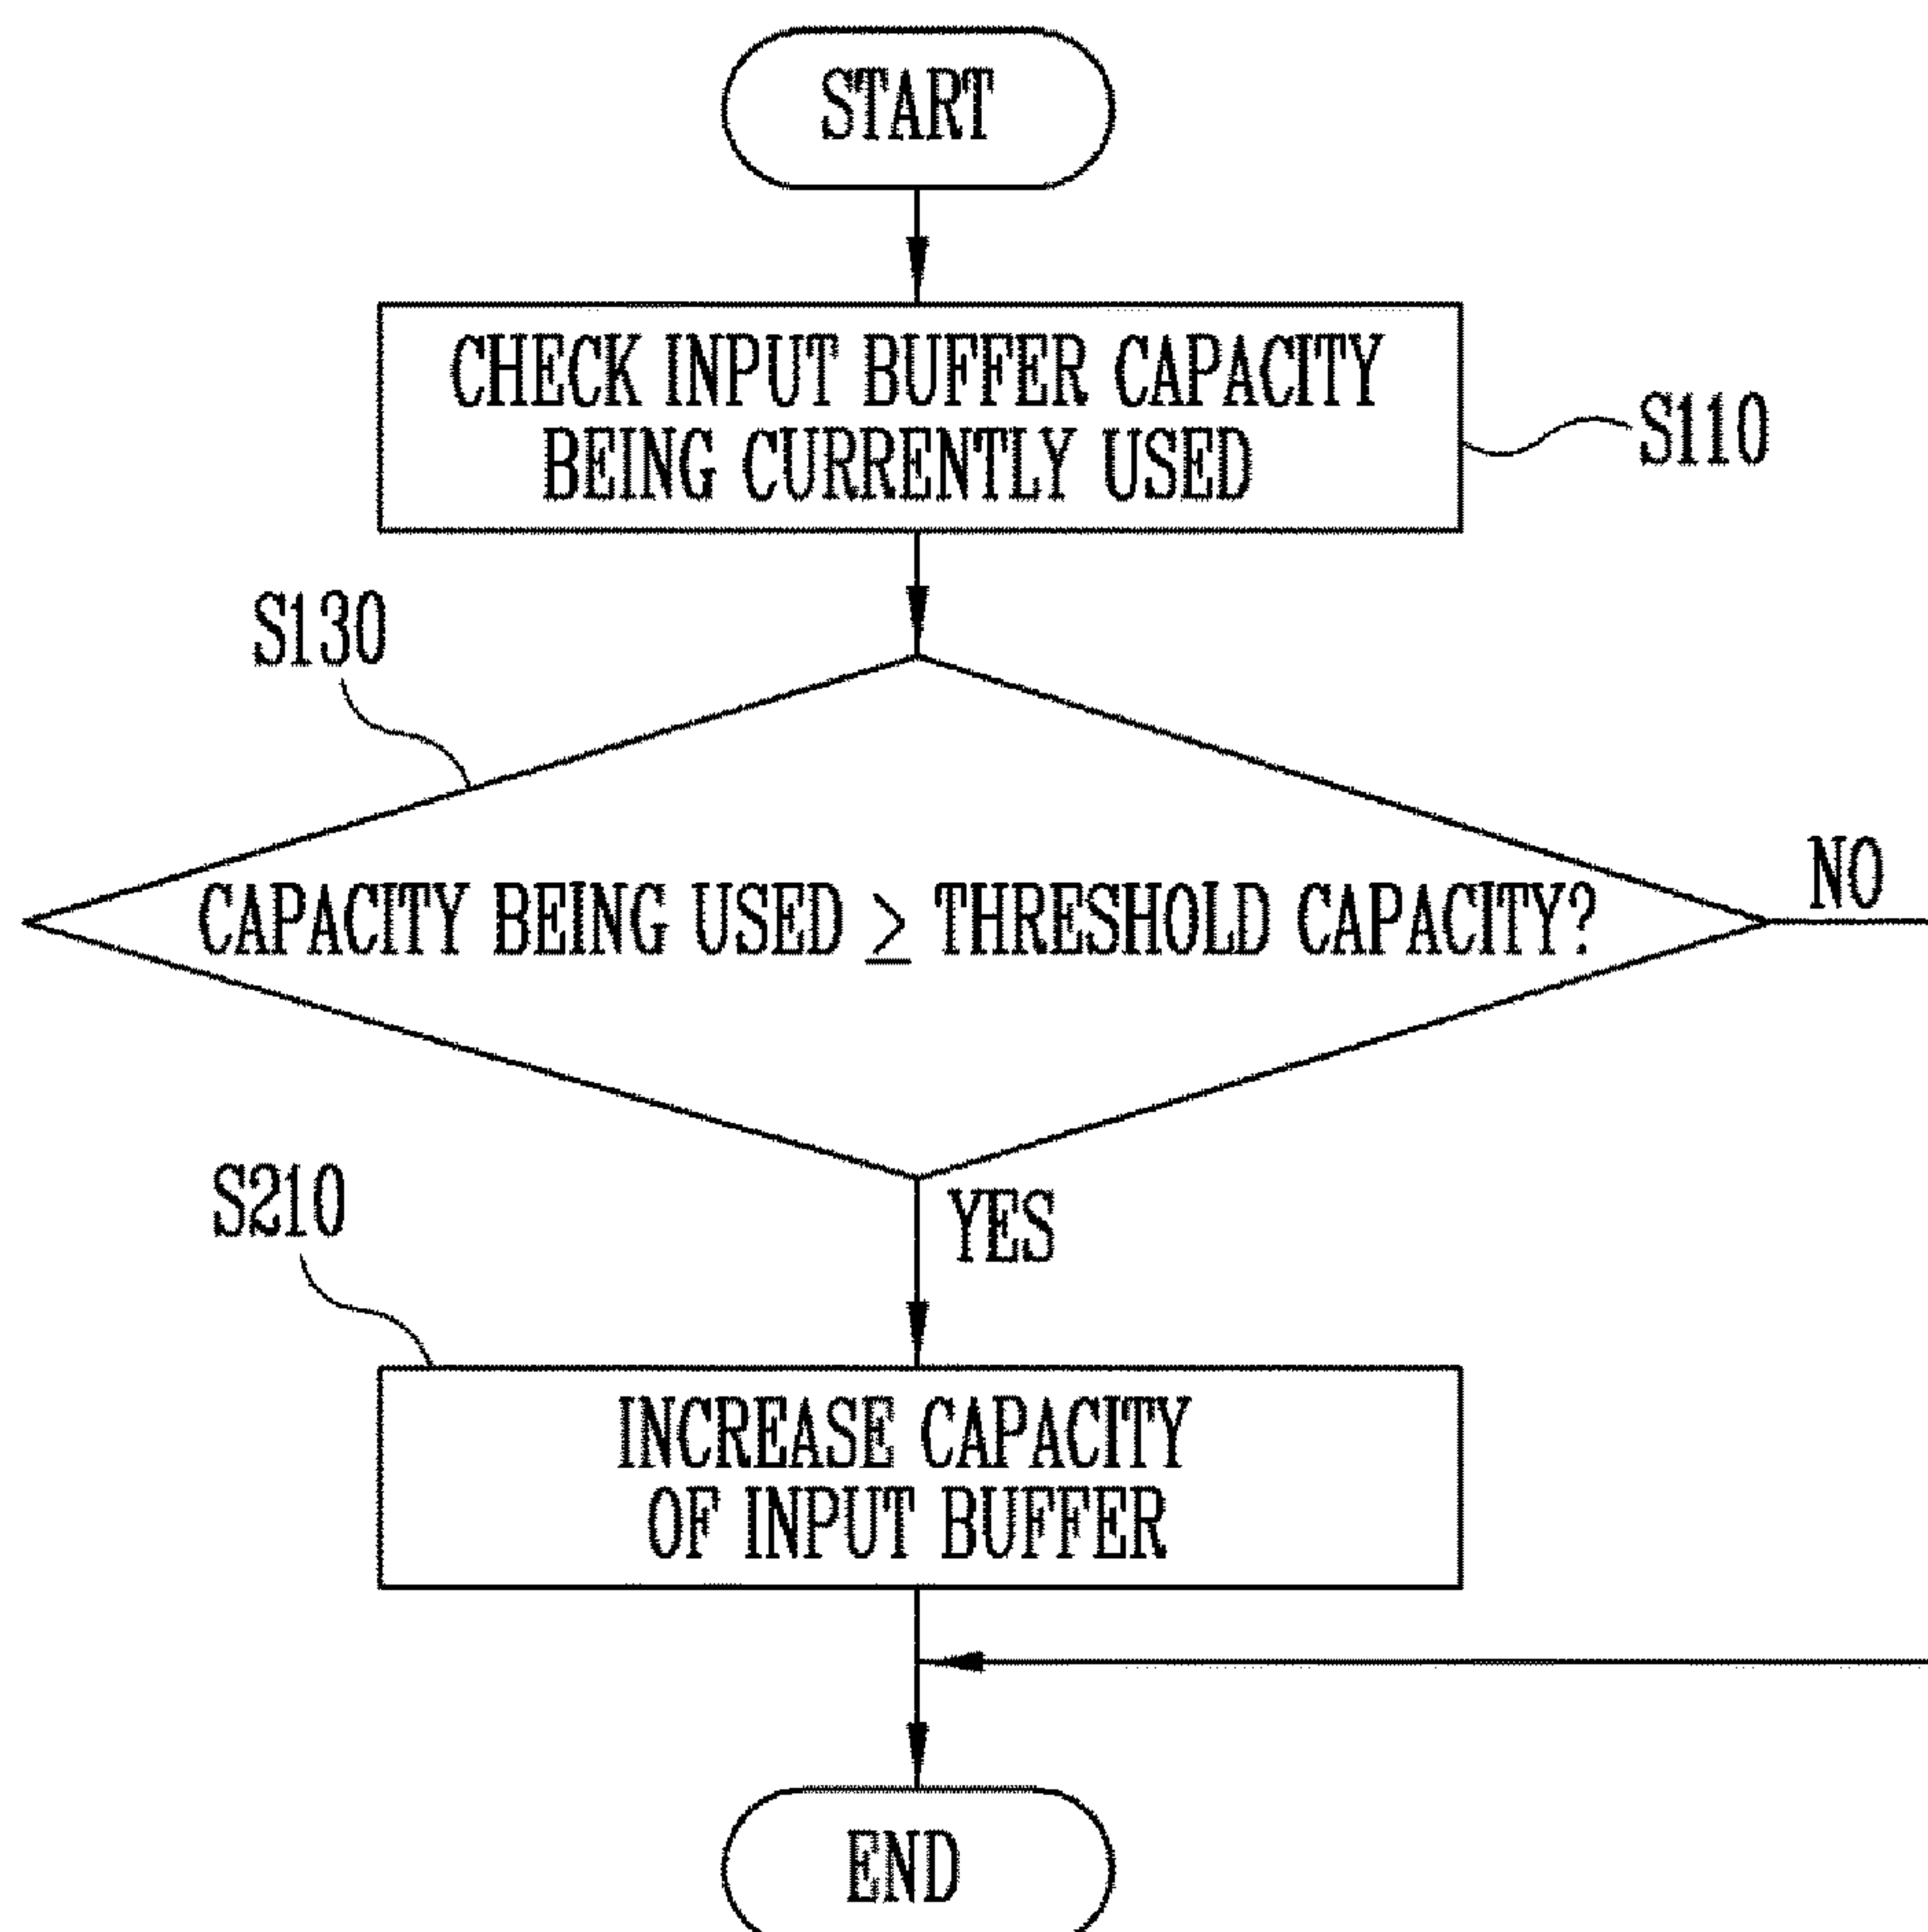 START
CHECK INPUT BUFFER CAPACITY
BEING CURRENTLY USED
S110
S130
CAPACITY BEING USED ≥ THRESHOLD CAPACITY?
NO
YES
S210
INCREASE CAPACITY
OF INPUT BUFFER
END